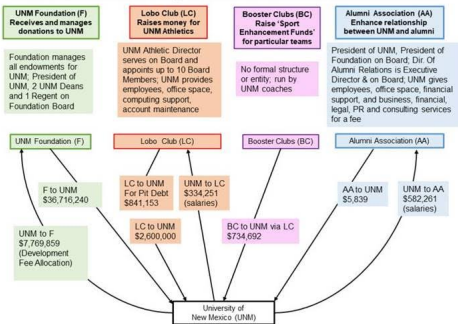 UNM Foundation (F)
Receives and manages
donations to UNM
Lobo Club (LC)
Raises money for
UNM Athletics
Booster Clubs (BC)
Raise 'Sport
Enhancement Funds'
for particular teams
Alumni Association (AA)
Enhance relationship
between UNM and alumni
Foundation manages
all endowments for
UNM; President of
UNM, 2 UNM Deans
and 1 Regent on
Foundation Board
UNM Athletic Director
serves on Board and
appoints up to 10 Board
Members; UNM provides
employees, office space,
computing support,
account maintenance
No formal structure
or entity; run by
UNM coaches
President of UNM, President of
Foundation on Board; Dir. Of
Alumni Relations is Executive
Director & on Board; UNM gives
employees, office space, financial
support, and business, financial,
legal, PR and consulting services
for a fee
UNM Foundation (F)
Lobo Club (LC)
Booster Clubs (BC)
Alumni Association (AA)
F to UNM
$36,716,240
LC to UNM
For Pit Debt
$841,153
UNM to LC
$334,251
(salaries)
AA to UNM
$5,839
UNM to AA
$582,261
(salaries)
UNM to F
$7,769,859
(Development
Fee Allocation)
LC to UNM
$2,600,000
BC to UNM via LC
$734,692
University of
New Mexico (UNM)